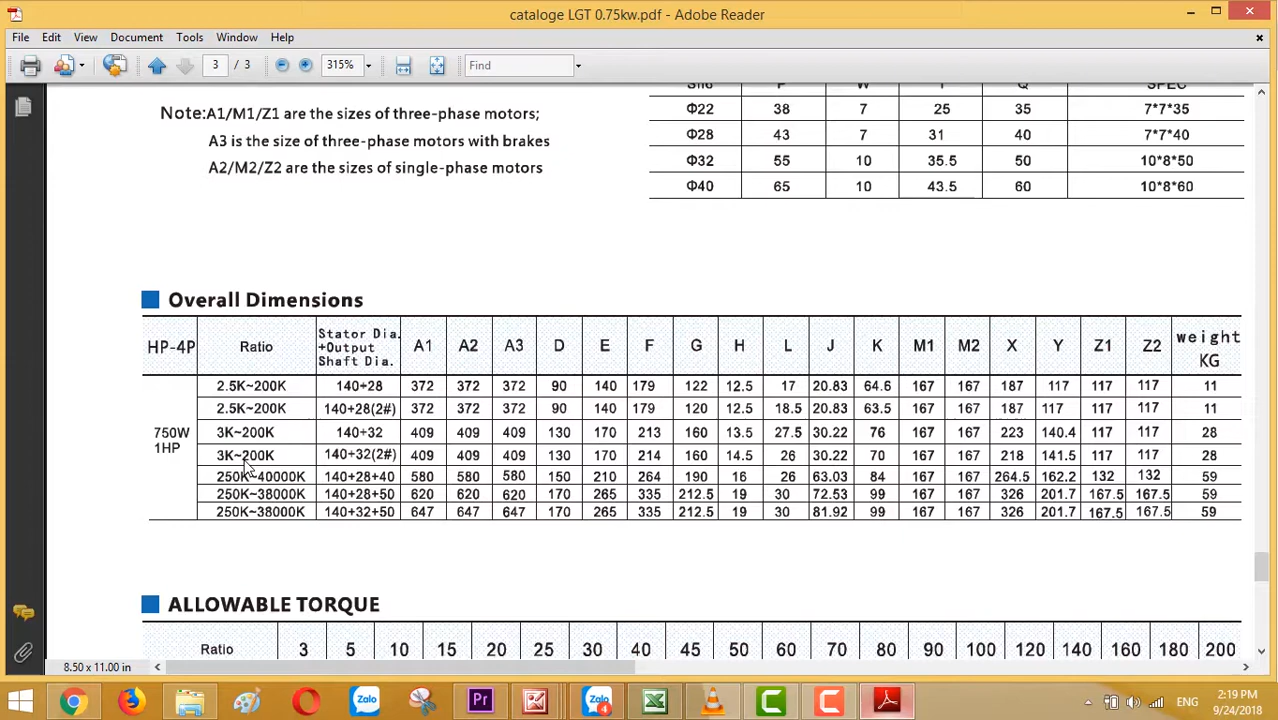 cataloge LGT 0.75kw.pdf - Adobe Reader
File Edit View Document Tools Window Help
3 / 3 315% Find
Note:A1/M1/Z1 are the sizes of three-phase motors;
A3 is the size of three-phase motors with brakes
A2/M2/Z2 are the sizes of single-phase motors
Φ22 38 7 25 35 7*7*35
Φ28 43 7 31 40 7*7*40
Φ32 55 10 35.5 50 10*8*50
Φ40 65 10 43.5 60 10*8*60
Overall Dimensions
HP-4P Ratio Stator Dia. +Output Shaft Dia. A1 A2 A3 D E F G H L J K M1 M2 X Y Z1 Z2 weight KG
750W 1HP
2.5K~200K 140+28 372 372 372 90 140 179 122 12.5 17 20.83 64.6 167 167 187 117 117 117 11
2.5K~200K 140+28(2#) 372 372 372 90 140 179 120 12.5 18.5 20.83 63.5 167 167 187 117 117 117 11
3K~200K 140+32 409 409 409 130 170 213 160 13.5 27.5 30.22 76 167 167 223 140.4 117 117 28
3K~200K 140+32(2#) 409 409 409 130 170 214 160 14.5 26 30.22 70 167 167 218 141.5 117 117 28
250K~40000K 140+28+40 580 580 580 150 210 264 190 16 26 63.03 84 167 167 264.5 162.2 132 132 59
250K~38000K 140+28+50 620 620 620 170 265 335 212.5 19 30 72.53 99 167 167 326 201.7 167.5 167.5 59
250K~38000K 140+32+50 647 647 647 170 265 335 212.5 19 30 81.92 99 167 167 326 201.7 167.5 167.5 59
ALLOWABLE TORQUE
Ratio 3 5 10 15 20 25 30 40 45 50 60 70 80 90 100 120 140 160 180 200
8.50 x 11.00 in
Zalo Pr Zalo 4 ENG 2:19 PM
9/24/2018